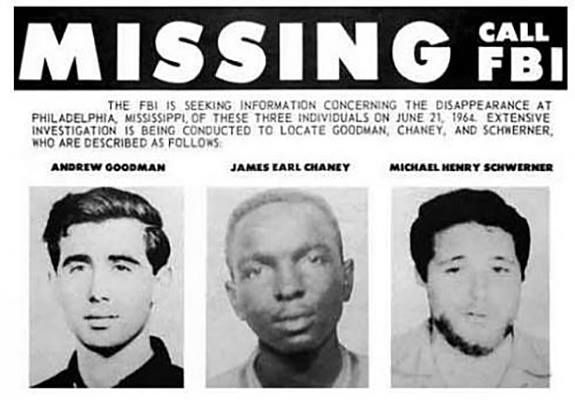 MISSING CALL FBI
THE FBI IS SEEKING INFORMATION CONCERNING THE DISAPPEARANCE AT
PHILADELPHIA, MISSISSIPPI, OF THESE THREE INDIVIDUALS ON JUNE 21, 1964. EXTENSIVE
INVESTIGATION IS BEING CONDUCTED TO LOCATE GOODMAN, CHANEY, AND SCHWERNER,
WHO ARE DESCRIBED AS FOLLOWS:
ANDREW GOODMAN JAMES EARL CHANEY MICHAEL HENRY SCHWERNER